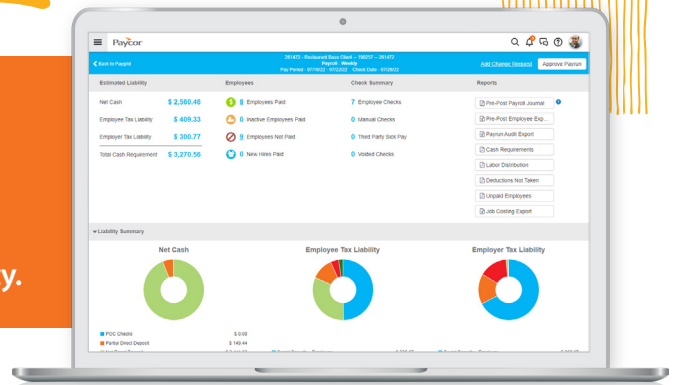 Paycor
Back to Paygrid
251472 - Restaurant Base Client -- 190217 -- 251472
Payroll Weekly
Pay Period - 07/16/22 - 07/22/22 Check Date - 07/29/22
Add Change Request
Approve Payrun
Estimated Liability
Employees
Check Summary
Reports
Net Cash $ 2,560.46
8 Employees Paid
7 Employee Checks
Pre-Post Payroll Journal
Employee Tax Liability $ 409.33
0 Inactive Employees Paid
0 Manual Checks
Pre-Post Employee Exp...
Employer Tax Liability $ 300.77
9 Employees Not Paid
0 Third Party Sick Pay
Payrun Audit Export
Total Cash Requirement $ 3,270.56
0 New Hires Paid
0 Voided Checks
Cash Requirements
Labor Distribution
Deductions Not Taken
Unpaid Employees
Job Costing Export
Liability Summary
Net Cash
Employee Tax Liability
Employer Tax Liability
y.
POC Checks $ 0.00
Partial Direct Deposit $ 149.44